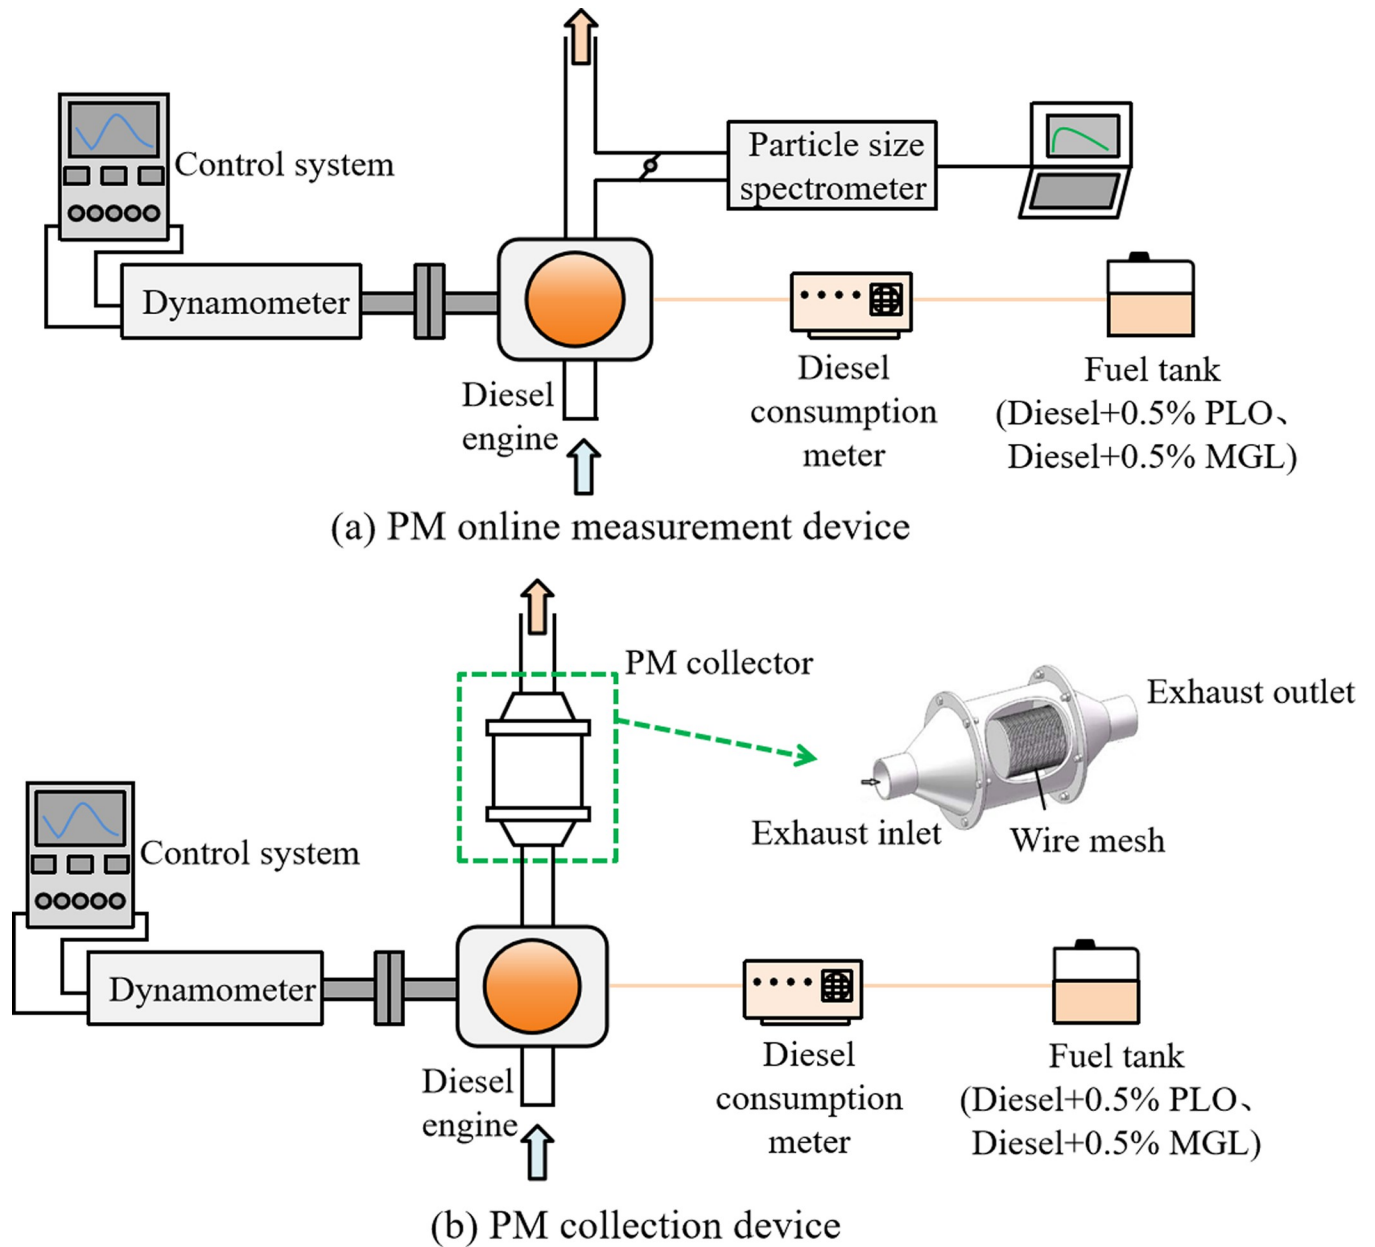 Control system
Particle size
spectrometer
Dynamometer
Diesel
engine
Diesel
consumption
meter
Fuel tank
(Diesel+0.5% PLO、
Diesel+0.5% MGL)
(a) PM online measurement device
PM collector
Exhaust outlet
Exhaust inlet
Wire mesh
Control system
Dynamometer
Diesel
engine
Diesel
consumption
meter
Fuel tank
(Diesel+0.5% PLO、
Diesel+0.5% MGL)
(b) PM collection device